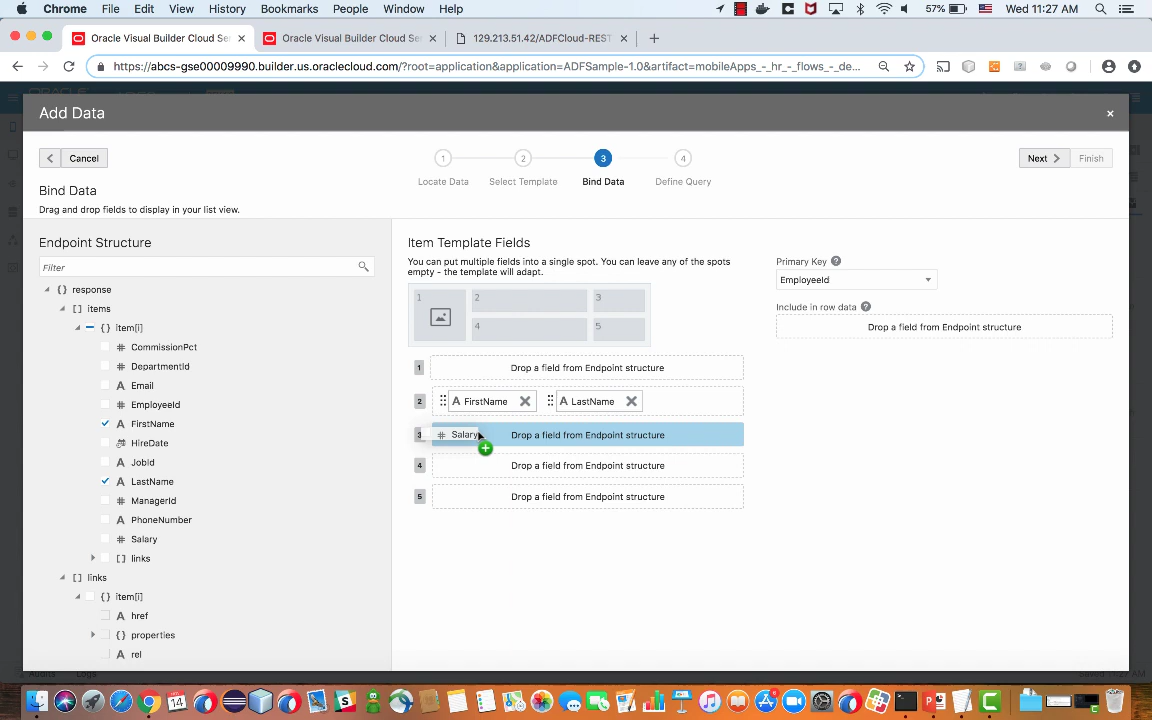 Chrome File Edit View History Bookmarks People Window Help 57% Wed 11:27 AM
Oracle Visual Builder Cloud Ser × Oracle Visual Builder Cloud Ser × 129.213.51.42/ADFCloud-REST ×
https://abcs-gse00009990.builder.us.oraclecloud.com/?root=application&application=ADFSample-1.0&artifact=mobileApps_-_hr_-_flows_-_de...
Add Data
Cancel
1 2 3 4
Next Finish
Locate Data Select Template Bind Data Define Query
Bind Data
Drag and drop fields to display in your list view.
Endpoint Structure
Filter
{} response
[] items
{} item[i]
# CommissionPct
# DepartmentId
A Email
# EmployeeId
A FirstName
HireDate
A JobId
A LastName
# ManagerId
A PhoneNumber
# Salary
[] links
[] links
{} item[i]
A href
{} properties
A rel
Item Template Fields
You can put multiple fields into a single spot. You can leave any of the spots
empty - the template will adapt.
1 2 3
4 5
1 Drop a field from Endpoint structure
2 A FirstName A LastName
3 # Salary Drop a field from Endpoint structure
4 Drop a field from Endpoint structure
5 Drop a field from Endpoint structure
Primary Key
EmployeeId
Include in row data
Drop a field from Endpoint structure
Audits Logs
Saved 11:27 AM